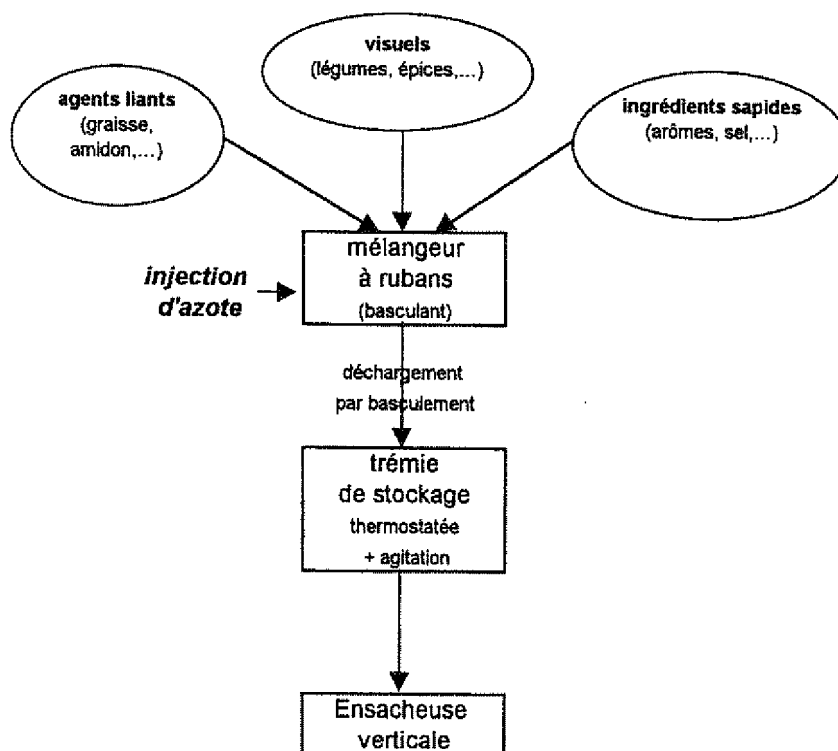 visuels
(légumes, épices,...)
agents liants
(graisse,
amidon,...)
ingrédients sapides
(arômes, sel,...)
mélangeur
à rubans
(basculant)
injection
d'azote
déchargement
par basculement
trémie
de stockage
thermostatée
+ agitation
Ensacheuse
verticale